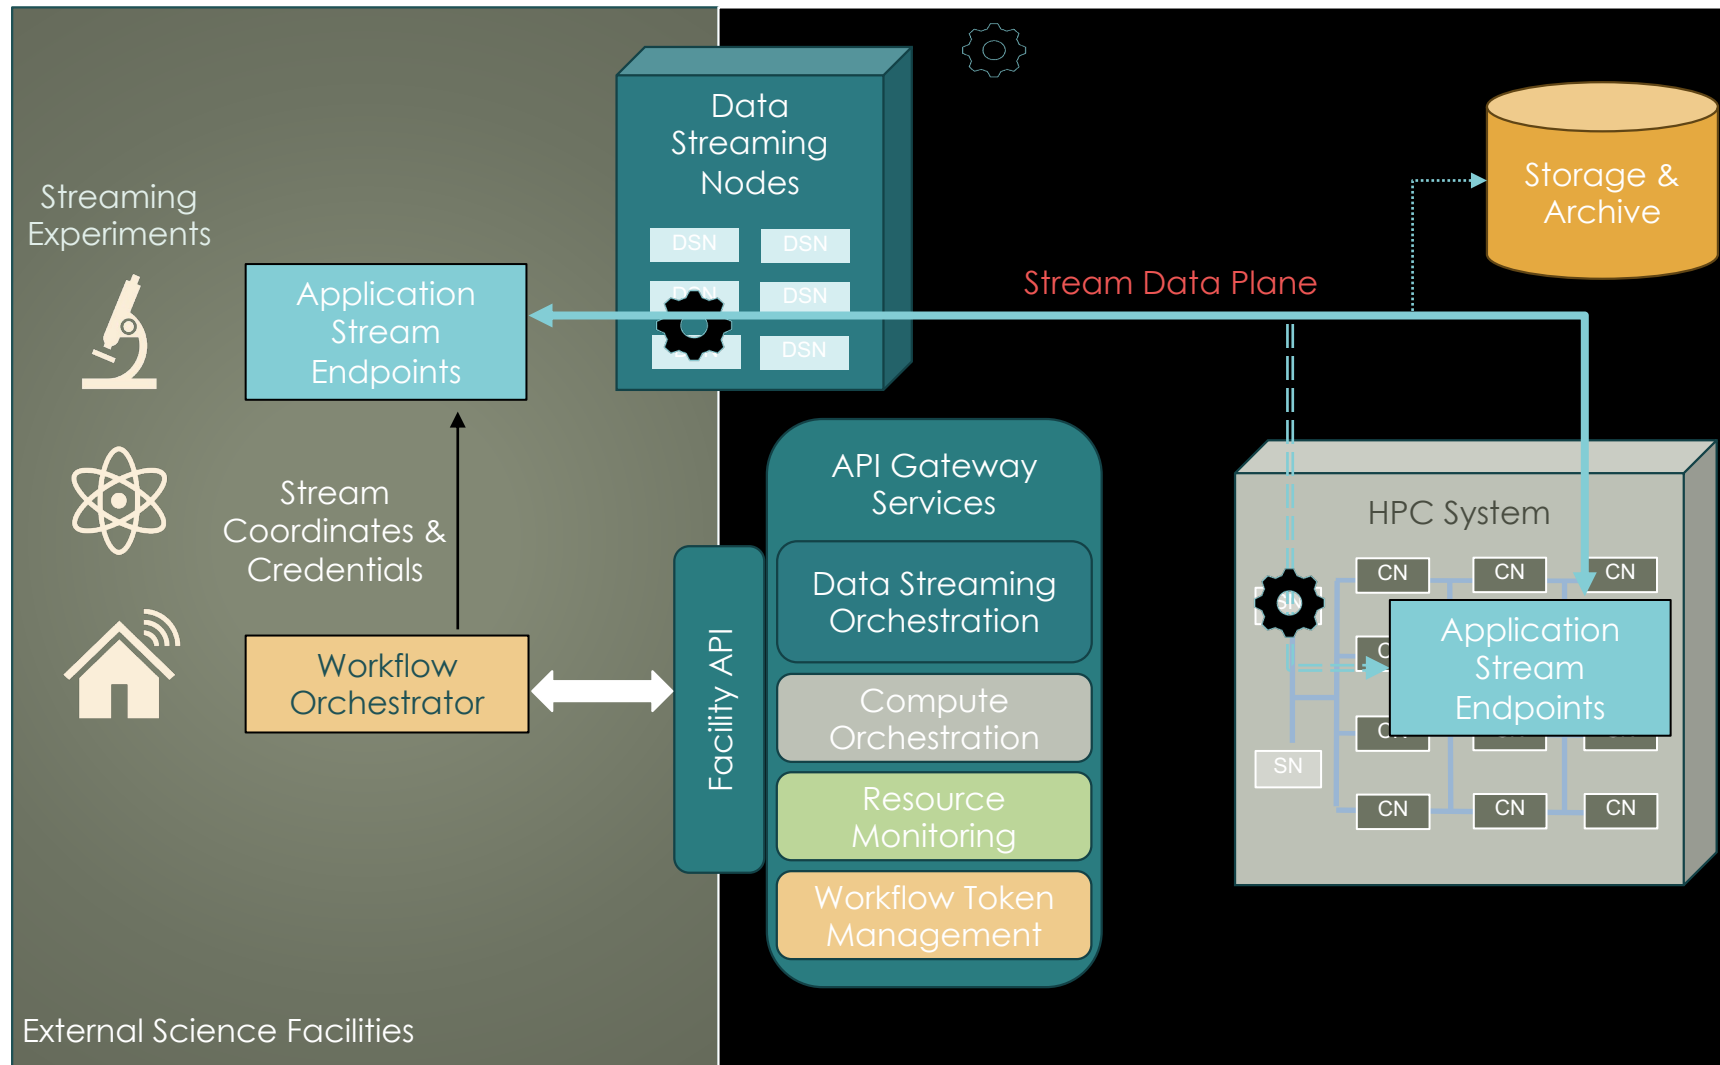 Data
Streaming
Nodes
DSN DSN
DSN
DSN
Streaming
Experiments
Application
Stream
Endpoints
Stream Data Plane
Storage &
Archive
Stream
Coordinates &
Credentials
Workflow
Orchestrator
Facility API
API Gateway
Services
Data Streaming
Orchestration
Compute
Orchestration
Resource
Monitoring
Workflow Token
Management
HPC System
CN CN CN
Application
Stream
Endpoints
SN
CN CN CN
External Science Facilities